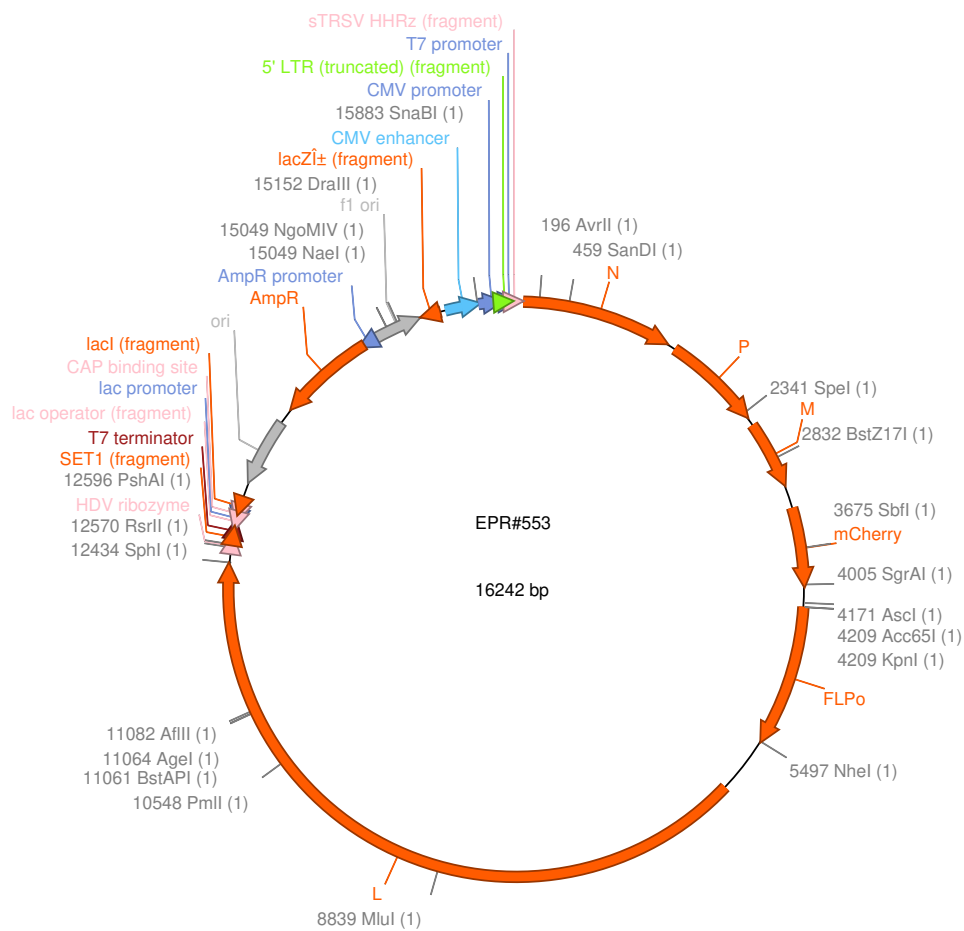 sTRSV HHRz (fragment)
T7 promoter
5' LTR (truncated) (fragment)
CMV promoter
15883 SnaBI (1)
CMV enhancer
lacZÎ± (fragment)
15152 DraIII (1)
f1 ori
15049 NgoMIV (1)
15049 NaeI (1)
AmpR promoter
AmpR
ori
lacI (fragment)
CAP binding site
lac promoter
lac operator (fragment)
T7 terminator
SET1 (fragment)
12596 PshAI (1)
HDV ribozyme
12570 RsrII (1)
12434 SphI (1)
196 AvrII (1)
459 SanDI (1)
N
P
2341 SpeI (1)
M
2832 BstZ17I (1)
3675 SbfI (1)
mCherry
4005 SgrAI (1)
4171 AscI (1)
4209 Acc65I (1)
4209 KpnI (1)
FLPo
5497 NheI (1)
EPR#553
16242 bp
11082 AflII (1)
11064 AgeI (1)
11061 BstAPI (1)
10548 PmlI (1)
L
8839 MluI (1)